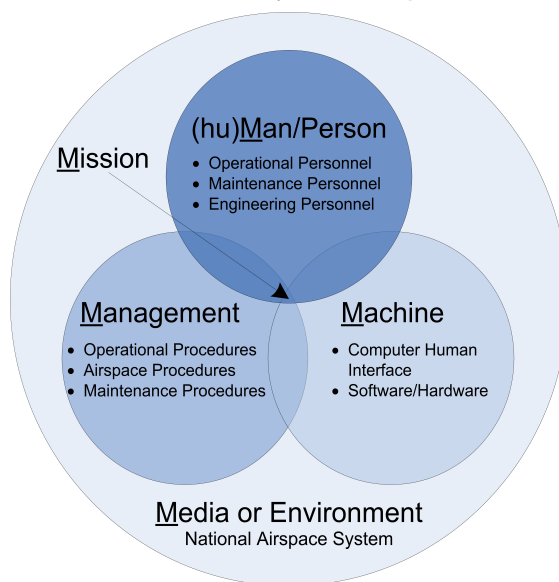 (hu)Man/Person
• Operational Personnel
• Maintenance Personnel
• Engineering Personnel
Mission
Management
• Operational Procedures
• Airspace Procedures
• Maintenance Procedures
Machine
• Computer Human
Interface
• Software/Hardware
Media or Environment
National Airspace System